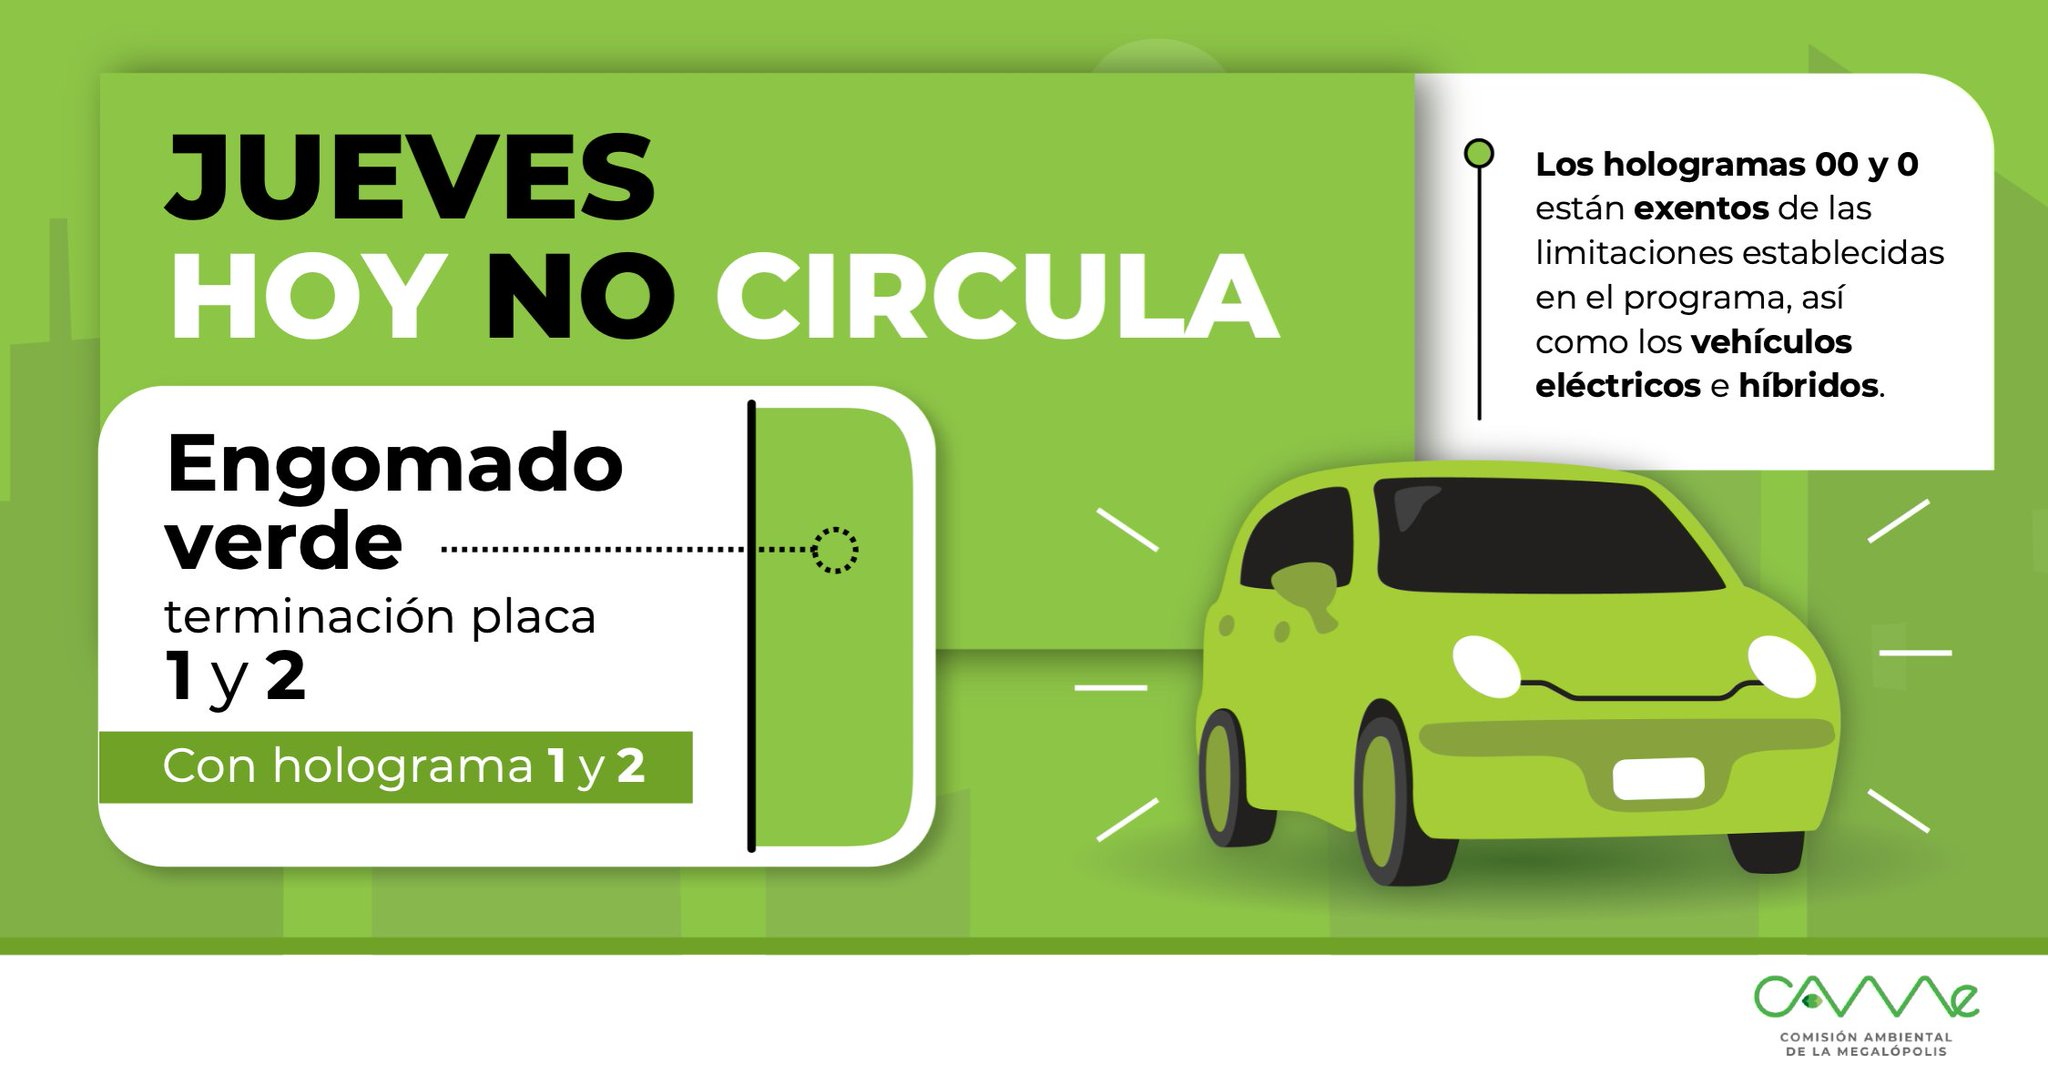 JUEVES
HOY NO CIRCULA
Engomado
verde
terminación placa
1 y 2
Con holograma 1 y 2
Los hologramas 00 y 0
están exentos de las
limitaciones establecidas
en el programa, así
como los vehículos
eléctricos e híbridos.
CAMe
COMISIÓN AMBIENTAL
DE LA MEGALÓPOLIS